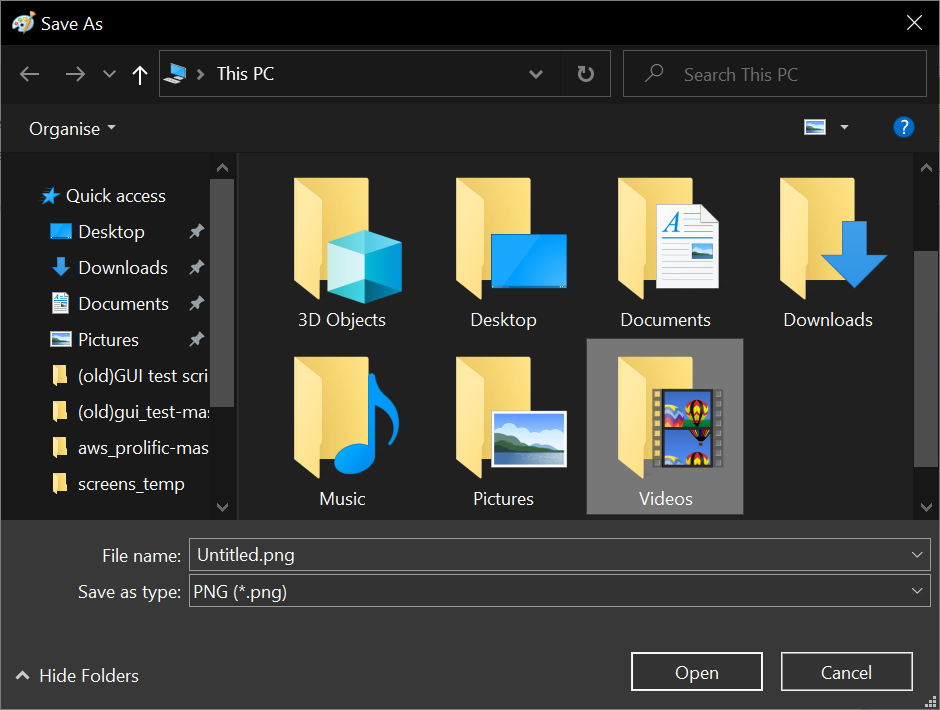 Save As
This PC
Search This PC
Organise
?
Quick access
Desktop
Downloads
Documents
Pictures
(old)GUI test scri
(old)gui_test-mas
aws_prolific-mas
screens_temp
3D Objects
Desktop
A
Documents
Downloads
Music
Pictures
Videos
File name: Untitled.png
Save as type: PNG (*.png)
Hide Folders
Open
Cancel